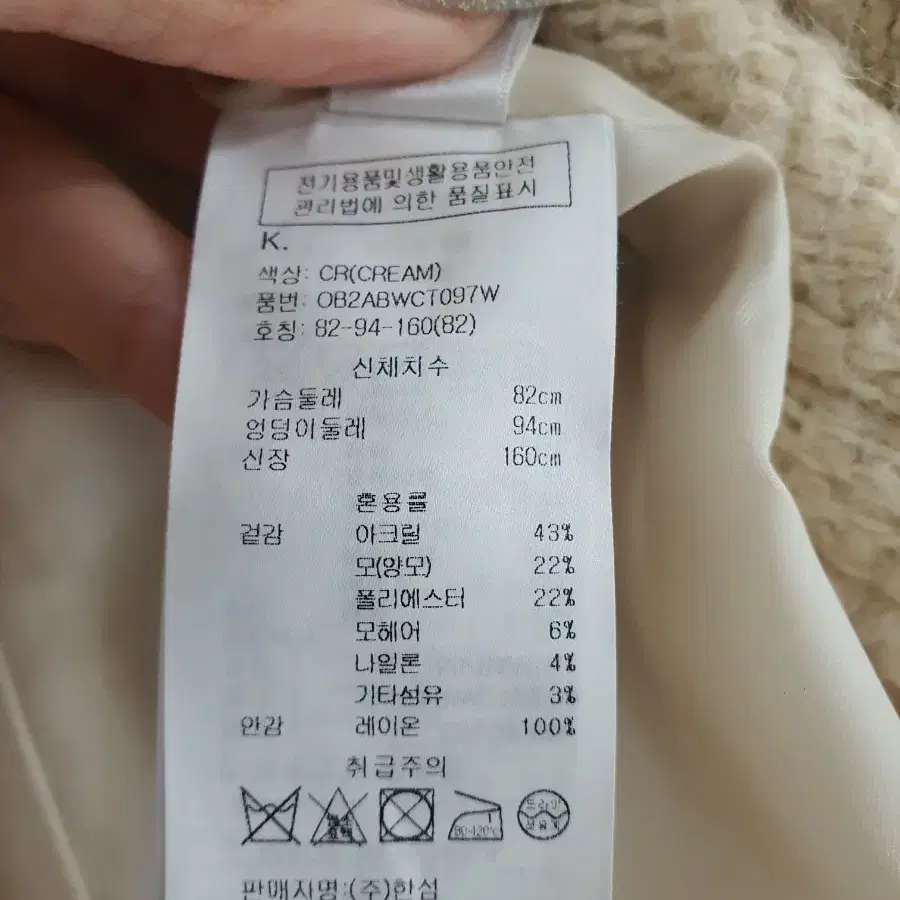 전기용품및생활용품안전
관리법에 의한 품질표시
K.
색상: CR(CREAM)
품번: OB2ABWCT097W
호칭: 82-94-160(82)
신체치수
가슴둘레 82cm
엉덩이둘레 94cm
신장 160cm
혼용률
겉감 아크릴 43%
모(양모) 22%
폴리에스터 22%
모헤어 6%
나일론 4%
기타섬유 3%
안감 레이온 100%
취급주의
80-120℃ 드라이
판매자명:(주)한섬